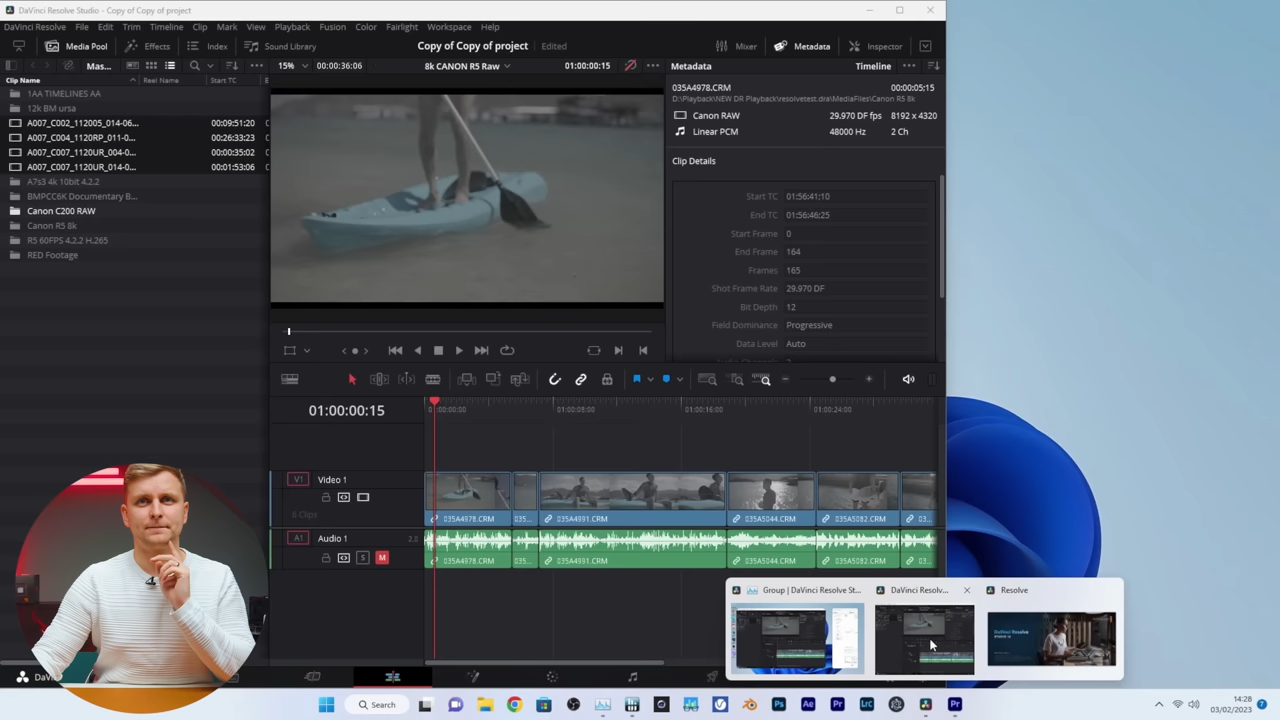 DaVinci Resolve Studio - Copy of Copy of project
DaVinci Resolve File Edit Trim Timeline Clip Mark View Playback Fusion Color Fairlight Workspace Help
Media Pool Effects Index Sound Library Copy of Copy of project Edited Mixer Metadata Inspector
Mas... 15% 00:00:36:06 8k CANON R5 Raw 01:00:00:15 Metadata Timeline
Clip Name Reel Name Start TC
1AA TIMELINES AA
12k BM ursa
A007_C002_112005_014-06... 00:09:51:20
A007_C004_1120RP_011-0... 00:26:33:23
A007_C007_1120UR_004-0... 00:00:35:02
A007_C007_1120UR_014-0... 00:01:53:06
A7s3 4k 10bit 4.2.2
BMPCC6K Documentary B...
Canon C200 RAW
Canon R5 8k
R5 60FPS 4.2.2 H.265
RED Footage
035A4978.CRM 00:00:05:15
D:\Playback\NEW DR Playback\resolvetest.dra\MediaFiles\Canon R5 8k
Canon RAW 29.970 DF fps 8192 x 4320
Linear PCM 48000 Hz 2 Ch
Clip Details
Start TC 01:56:41:10
End TC 01:56:46:25
Start Frame 0
End Frame 164
Frames 165
Shot Frame Rate 29.970 DF
Bit Depth 12
Field Dominance Progressive
Data Level Auto
01:00:00:15
01:00:08:00 01:00:16:00 01:00:24:00
V1 Video 1
8 Clips
035A4978.CRM 035... 035A4991.CRM 035A5044.CRM 035A5082.CRM 03...
A1 Audio 1 2.0
S M
035A4978.CRM 035... 035A4991.CRM 035A5044.CRM 035A5082.CRM 03...
Group | DaVinci Resolve St... DaVinci Resolv... Resolve
DaVinci Resolve
Search
Ps Ae Pr Lrc Pr
14:28
03/02/2023